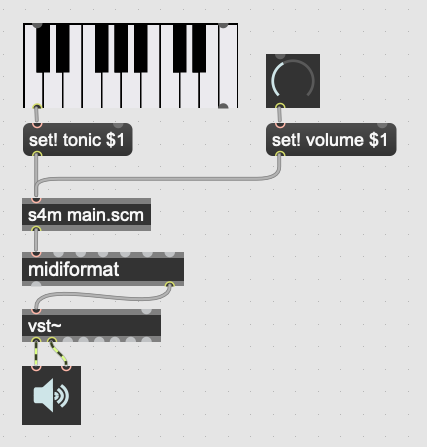 set! tonic $1
set! volume $1
s4m main.scm
midiformat
vst~